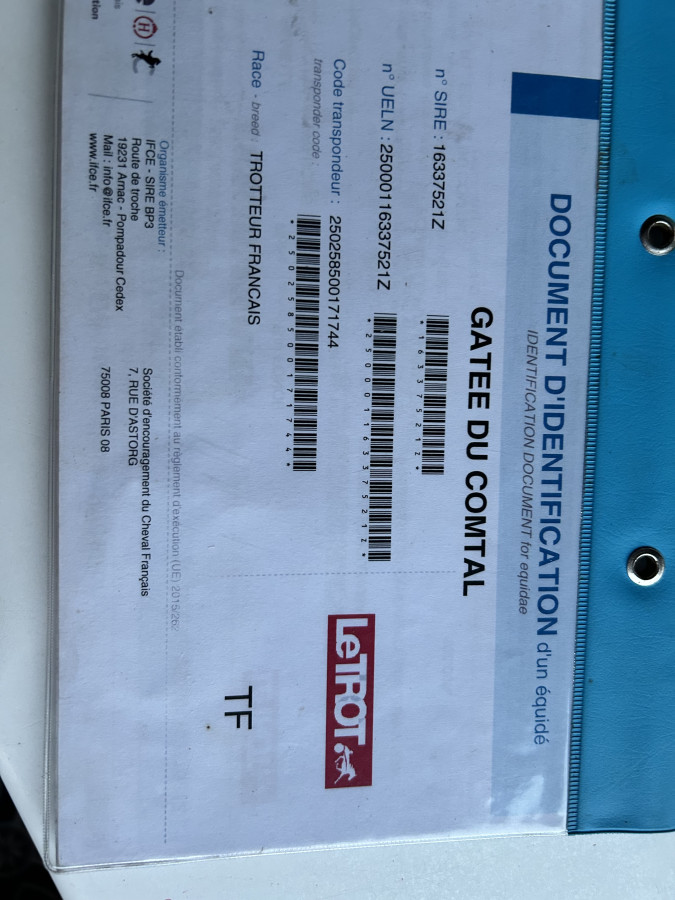 DOCUMENT D'IDENTIFICATION d'un équidé
IDENTIFICATION DOCUMENT for equidae
GATEE DU COMTAL
n° SIRE : 16337521Z
*16337521Z*
n° UELN : 25000116337521Z
*25000116337521Z*
Code transpondeur : 250258500171744
transponder code :
*250258500171744*
Race - breed : TROTTEUR FRANCAIS
LeTROT
TF
Document établi conformément au règlement d'exécution (UE) 2015/262
Organisme émetteur :
IFCE - SIRE BP3
Route de troche
19231 Arnac - Pompadour Cedex
Mail : info@ifce.fr
www.ifce.fr
Société d'encouragement du Cheval Français
7, RUE D'ASTORG
75008 PARIS 08